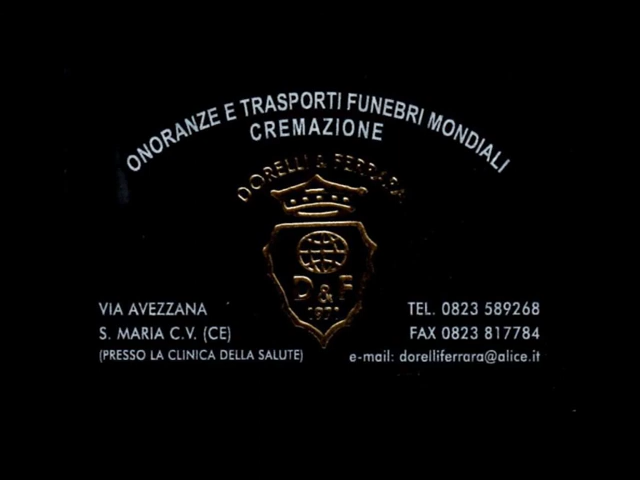 ONORANZE E TRASPORTI FUNEBRI MONDIALI
CREMAZIONE
DORELLI & FERRARA
D & F
1971
VIA AVEZZANA
S. MARIA C.V. (CE)
(PRESSO LA CLINICA DELLA SALUTE)
TEL. 0823 589268
FAX 0823 817784
e-mail: dorelliferrara@alice.it